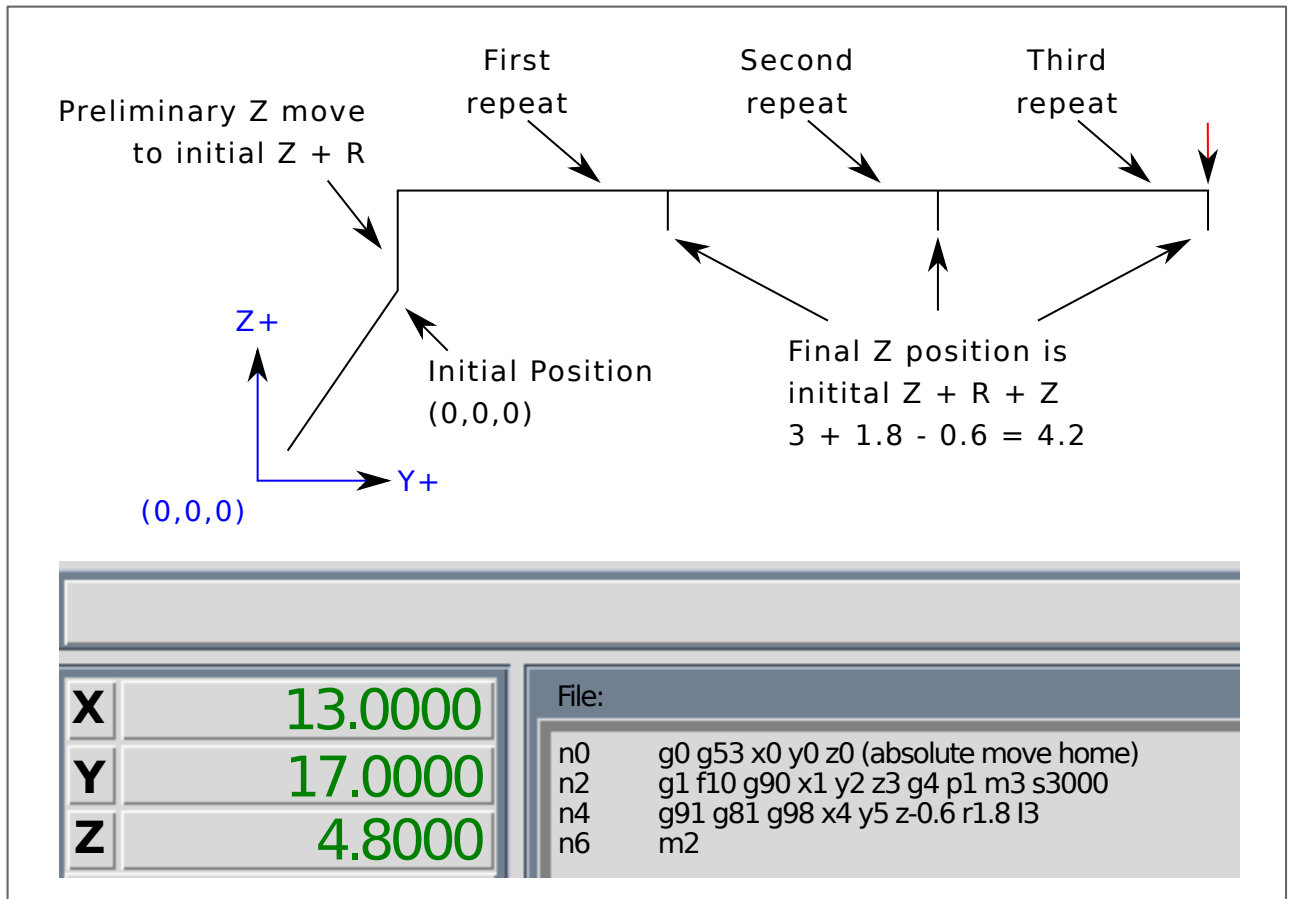 First
repeat
Second
repeat
Third
repeat
Preliminary Z move
to initial Z + R
Z+
Initial Position
(0,0,0)
Final Z position is
initital Z + R + Z
3 + 1.8 - 0.6 = 4.2
Y+
(0,0,0)
X 13.0000
Y 17.0000
Z 4.8000
File:
n0 g0 g53 x0 y0 z0 (absolute move home)
n2 g1 f10 g90 x1 y2 z3 g4 p1 m3 s3000
n4 g91 g81 g98 x4 y5 z-0.6 r1.8 l3
n6 m2